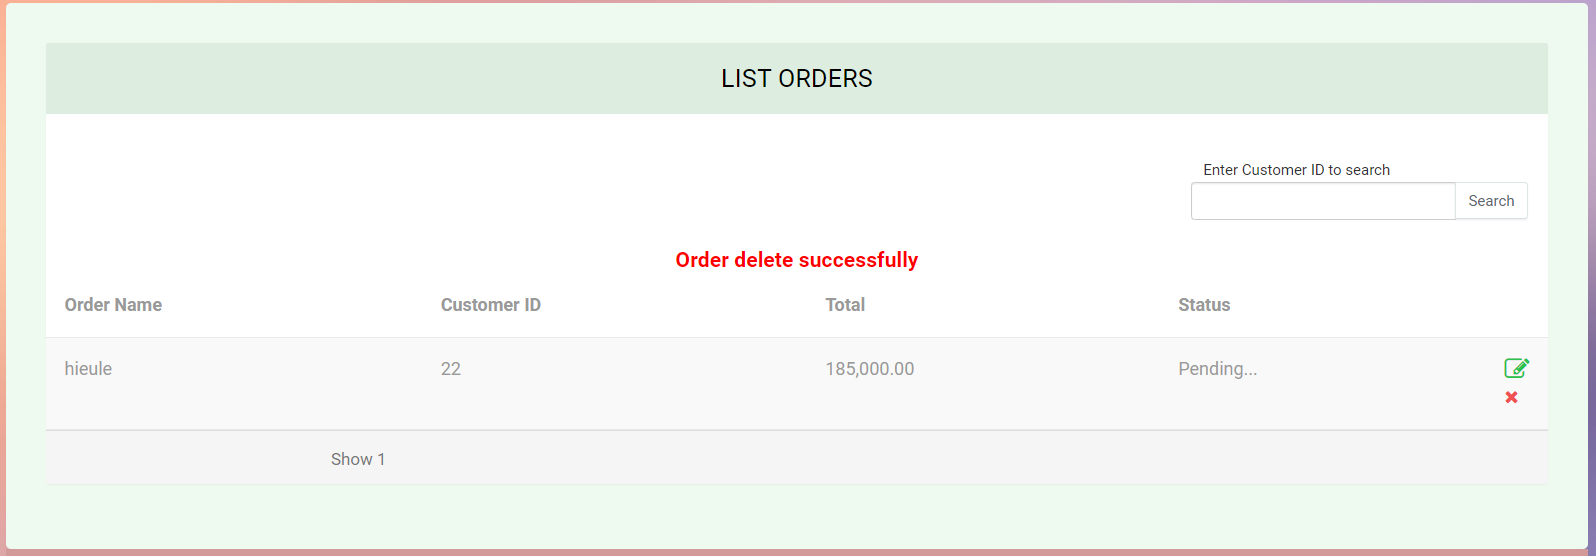 LIST ORDERS
Enter Customer ID to search
Search
Order delete successfully
Order Name Customer ID Total Status
hieule 22 185,000.00 Pending...
Show 1